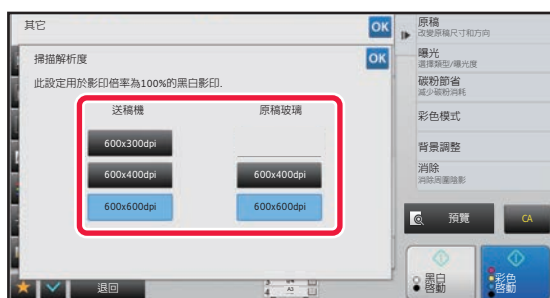 其它
OK
掃描解析度
OK
此設定用於影印倍率為100%的黑白影印.
送稿機
原稿玻璃
600x300dpi
600x400dpi
600x400dpi
600x600dpi
600x600dpi
退回
原稿
改變原稿尺寸和方向
曝光
選擇類型/曝光度
碳粉節省
減少碳粉消耗
彩色模式
背景調整
消除
消除周圍陰影
預覽
CA
黑白
啓動
彩色
啓動